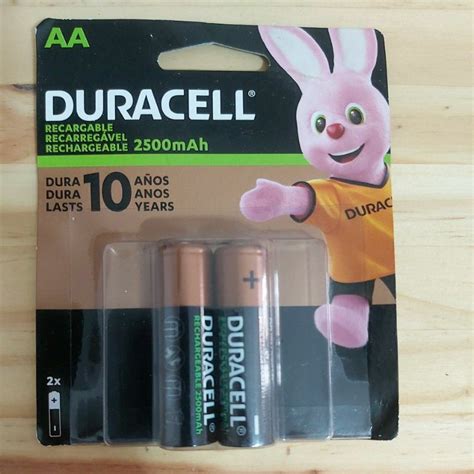 AA
DURACELL
RECARGABLE
RECARREGÁVEL
RECHARGEABLE 2500mAh
DURA 10 AÑOS
DURA ANOS
LASTS YEARS
DURAC
2x
+
-
DURACELL
RECHARGEABLE 2500mAh
+
DURACELL
-